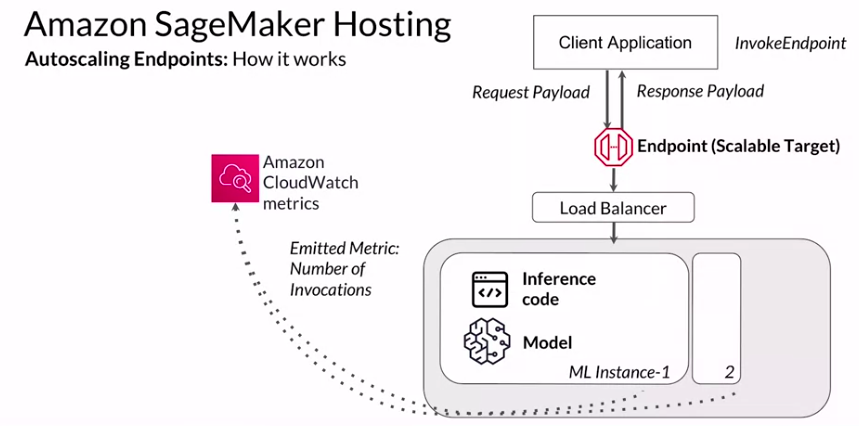 Amazon SageMaker Hosting
Autoscaling Endpoints: How it works
Client Application
InvokeEndpoint
Request Payload
Response Payload
Endpoint (Scalable Target)
Amazon
CloudWatch
metrics
Load Balancer
Emitted Metric:
Number of
Invocations
Inference
code
</>
Model
ML Instance-1
2